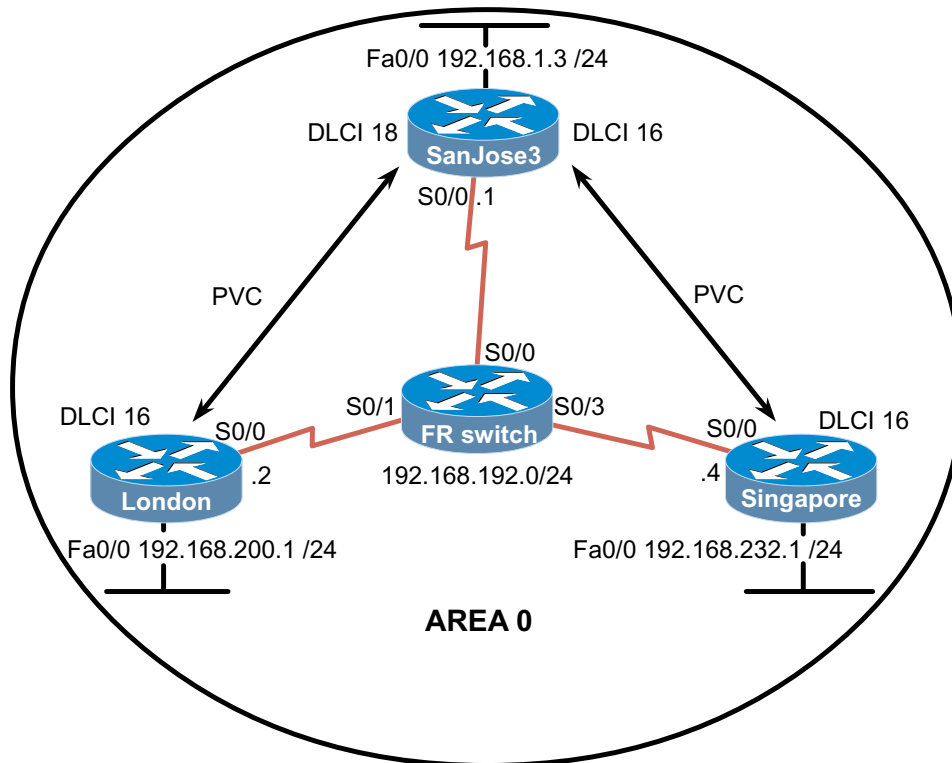 Fa0/0 192.168.1.3 /24
DLCI 18
DLCI 16
SanJose3
S0/0 .1
PVC
PVC
S0/0
DLCI 16
S0/0
S0/1
S0/3
S0/0
DLCI 16
FR switch
.2
192.168.192.0/24
.4
London
Singapore
Fa0/0 192.168.200.1 /24
Fa0/0 192.168.232.1 /24
AREA 0